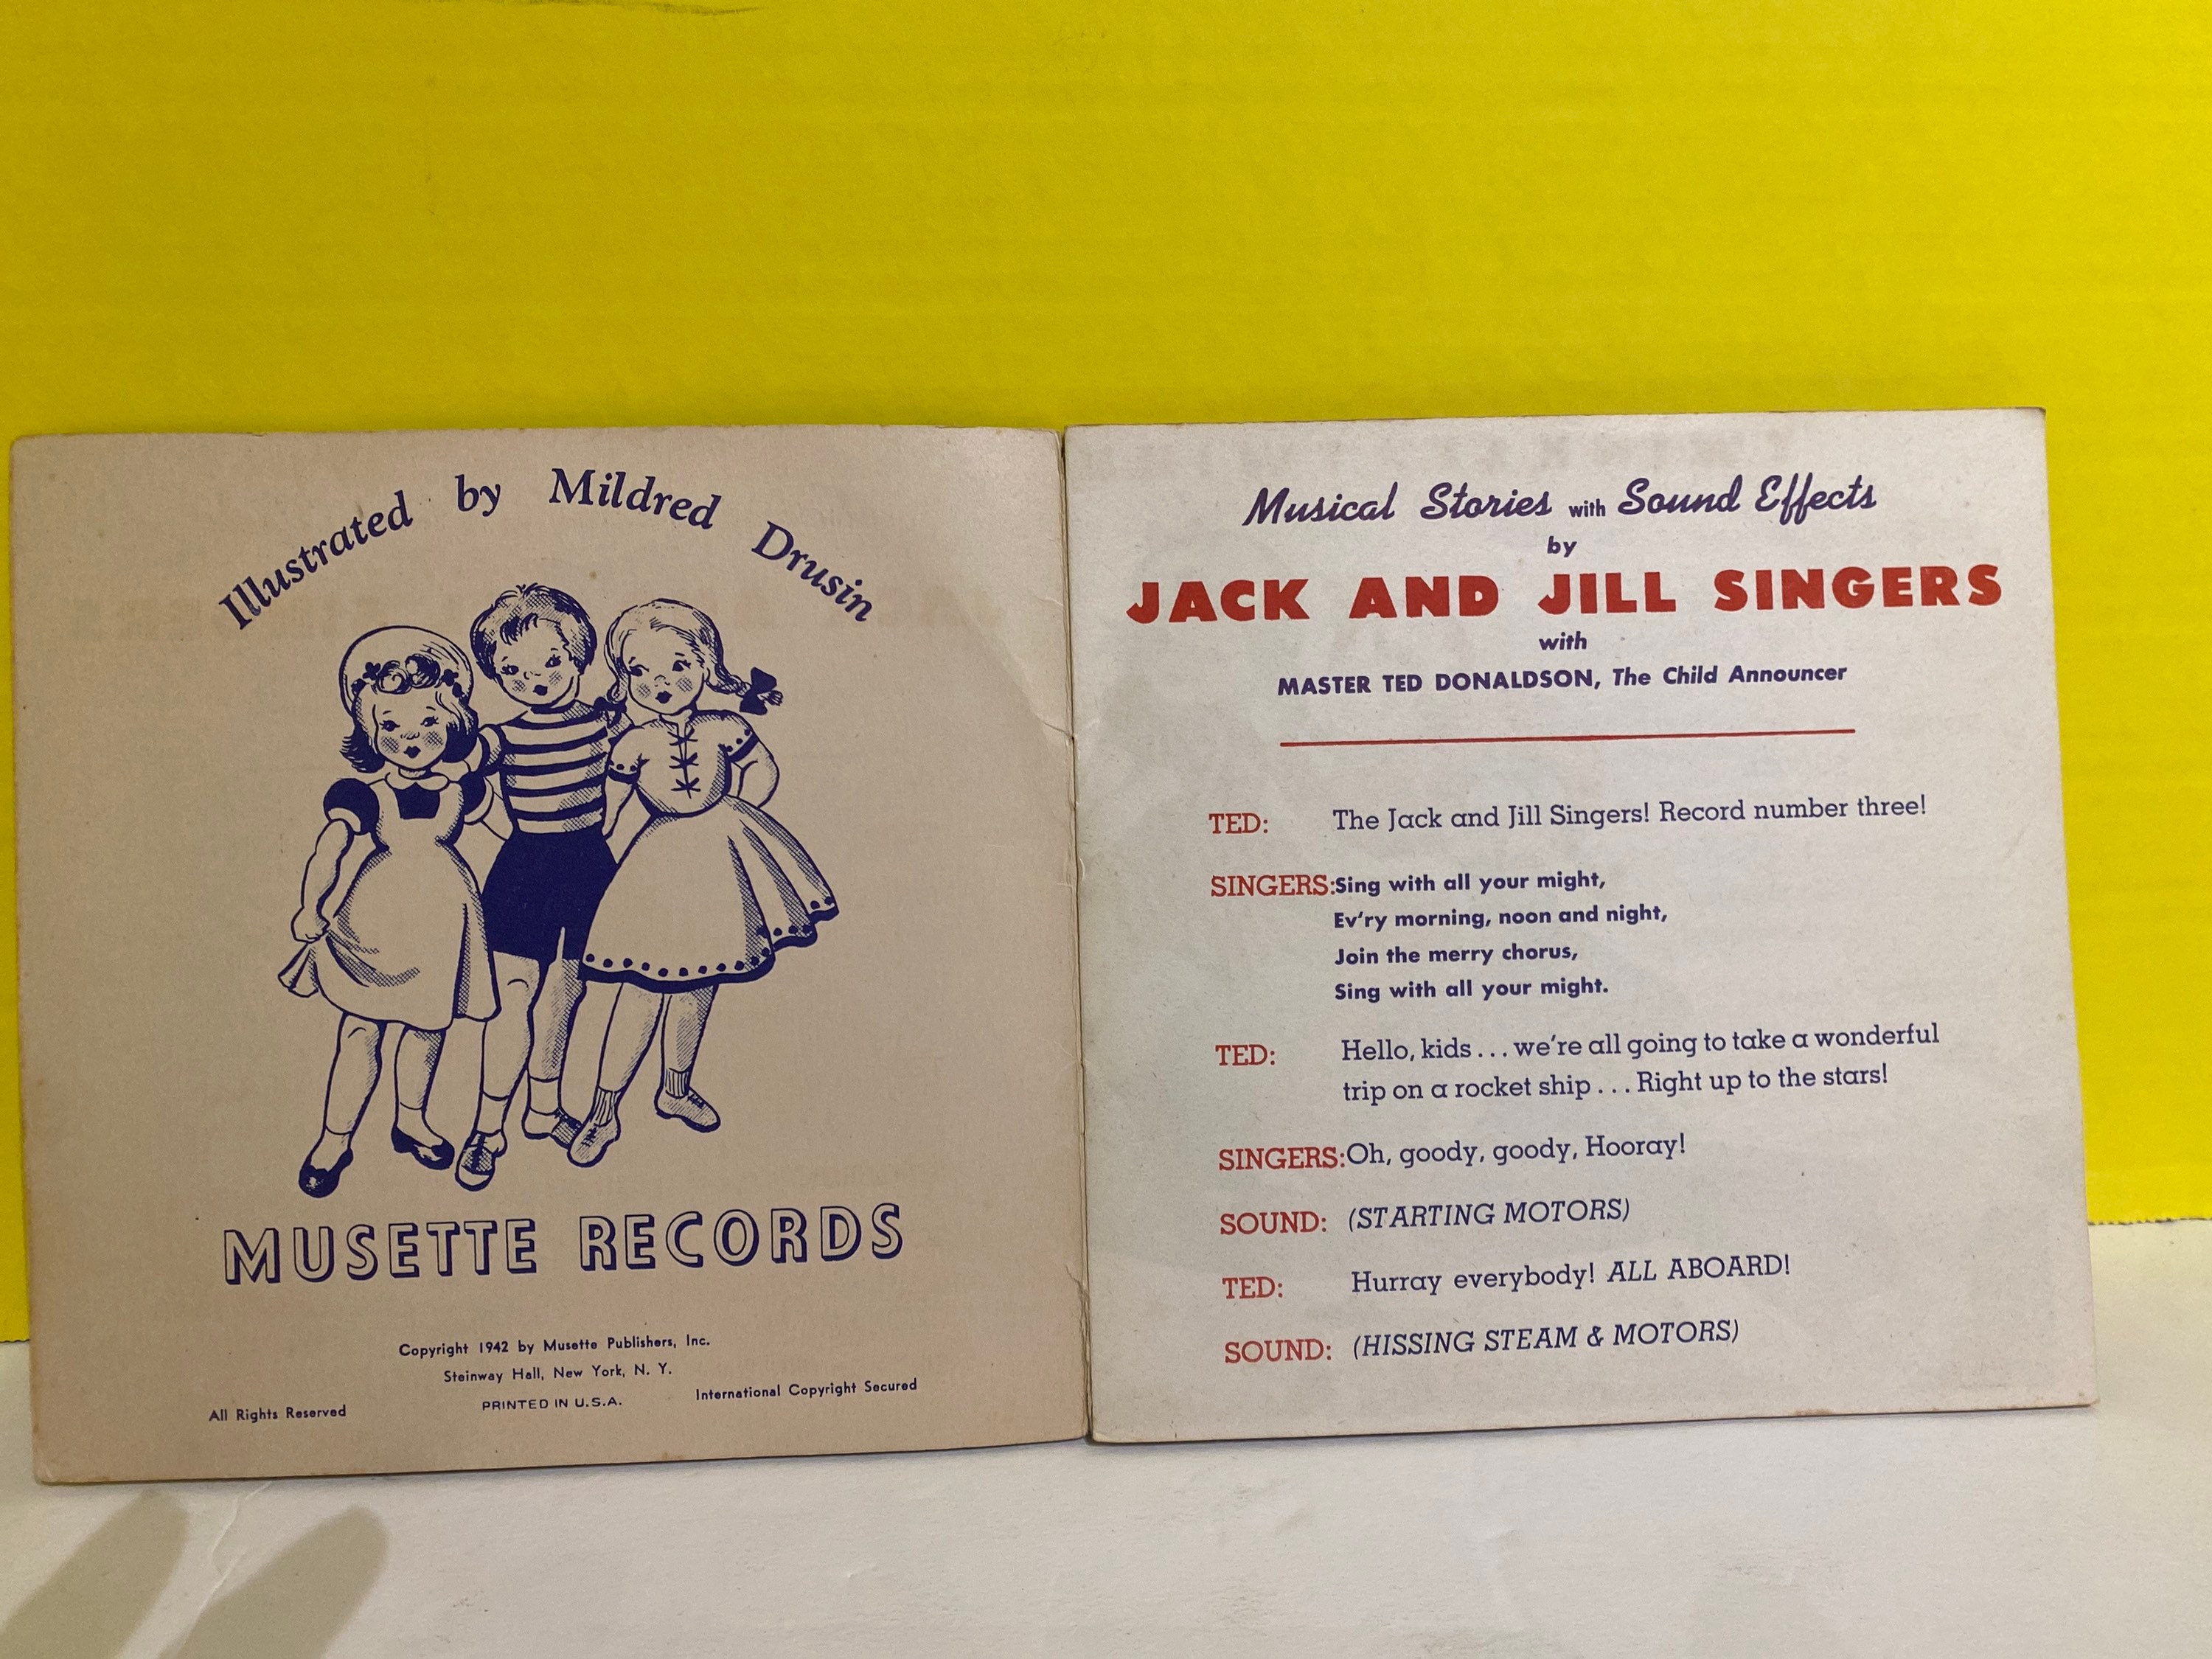 Illustrated by Mildred Drusin
MUSETTE RECORDS
Copyright 1942 by Musette Publishers, Inc.
Steinway Hall, New York, N. Y.
All Rights Reserved
PRINTED IN U.S.A.
International Copyright Secured
Musical Stories with Sound Effects
by
JACK AND JILL SINGERS
with
MASTER TED DONALDSON, The Child Announcer
TED: The Jack and Jill Singers! Record number three!
SINGERS: Sing with all your might,
Ev'ry morning, noon and night,
Join the merry chorus,
Sing with all your might.
TED: Hello, kids . . . we're all going to take a wonderful
trip on a rocket ship . . . Right up to the stars!
SINGERS: Oh, goody, goody, Hooray!
SOUND: (STARTING MOTORS)
TED: Hurray everybody! ALL ABOARD!
SOUND: (HISSING STEAM & MOTORS)